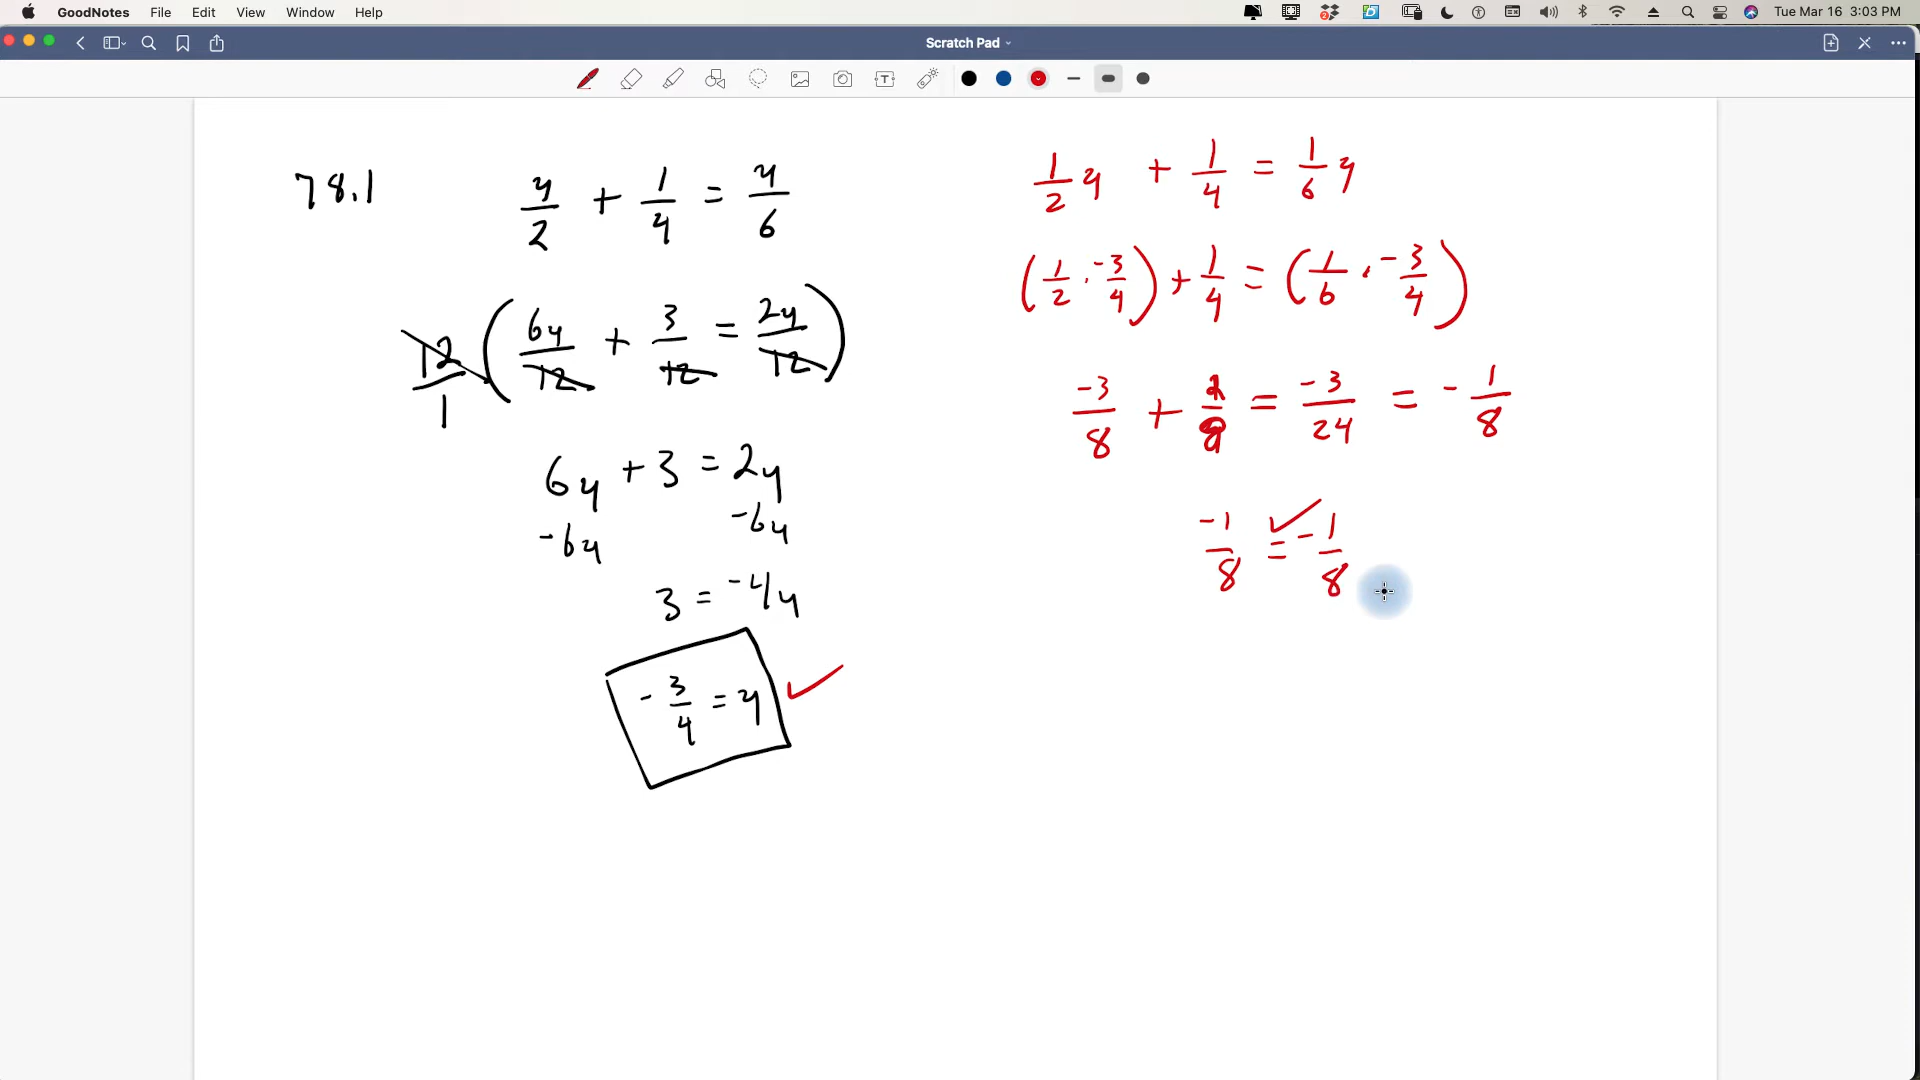 GoodNotes File Edit View Window Help Tue Mar 16 3:03 PM
Scratch Pad
78.1
y/2 + 1/4 = y/6
12/1 (6y/12 + 3/12 = 2y/12)
6y + 3 = 2y
-6y -6y
3 = -4y
-3/4 = y ✓
1/2 y + 1/4 = 1/6 y
(1/2 · -3/4) + 1/4 = (1/6 · -3/4)
-3/8 + = -3/24 = -1/8
-1/8 = -1/8 ✓